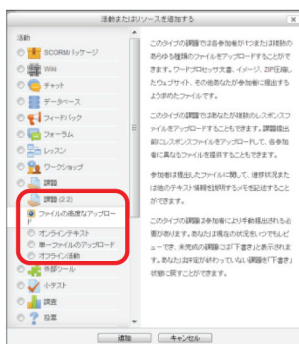 活動またはリソースを追加する
活動
SCORMパッケージ
Wiki
チャット
データベース
フィードバック
フォーラム
レッスン
ワークショップ
課題
課題 (2.2)
ファイルの高度なアップロー
ド
オンラインテキスト
単一ファイルのアップロード
オフライン活動
外部ツール
小テスト
調査
投票
このタイプの課題では各参加者が1つまたは複数の
あらゆる種類のファイルをアップロードすることがで
きます。ワードプロセッサ文書、イメージ、ZIP圧縮し
たウェブサイト、その他あなたが参加者に提出する
よう求めたファイルです。
このタイプの課題ではあなたが複数のレスポンスフ
ァイルをアップロードすることもできます。課題提出
前にレスポンスファイルをアップロードして、各参加
者に異なるファイルを提供することもできます。
参加者は提出したファイルに関して、進捗状況また
は他のテキスト情報を説明するメモを記述すること
ができます。
このタイプの課題は参加者により手動提出される必
要があります。あなたは現在の状況をいつでもレビュ
ーでき、未完成の課題には「下書き」と表示されま
す。あなたは評定が終わっていない課題を「下書き」
状態に戻すことができます。
追加
キャンセル